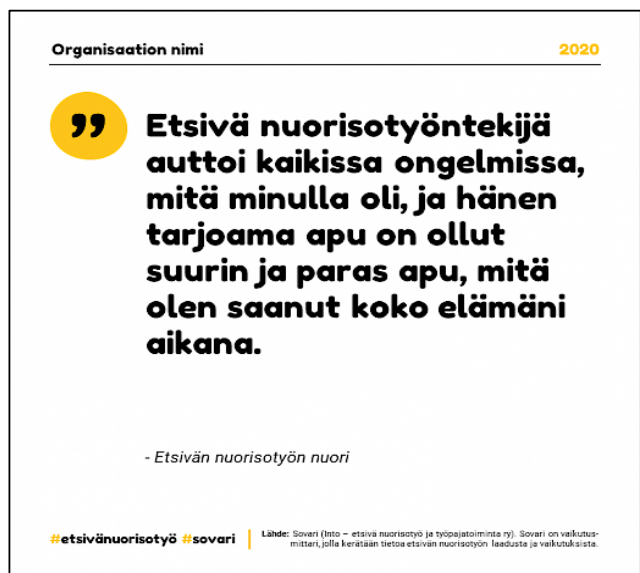 Organisaation nimi
2020
”
Etsivä nuorisotyöntekijä
auttoi kaikissa ongelmissa,
mitä minulla oli, ja hänen
tarjoama apu on ollut
suurin ja paras apu, mitä
olen saanut koko elämäni
aikana.
- Etsivän nuorisotyön nuori
#etsivänuorisotyö #sovari
Lähde: Sovari (Into – etsivä nuorisotyö ja työpajatoiminta ry). Sovari on vaikutus-
mittari, jolla kerätään tietoa etsivän nuorisotyön laadusta ja vaikutuksista.